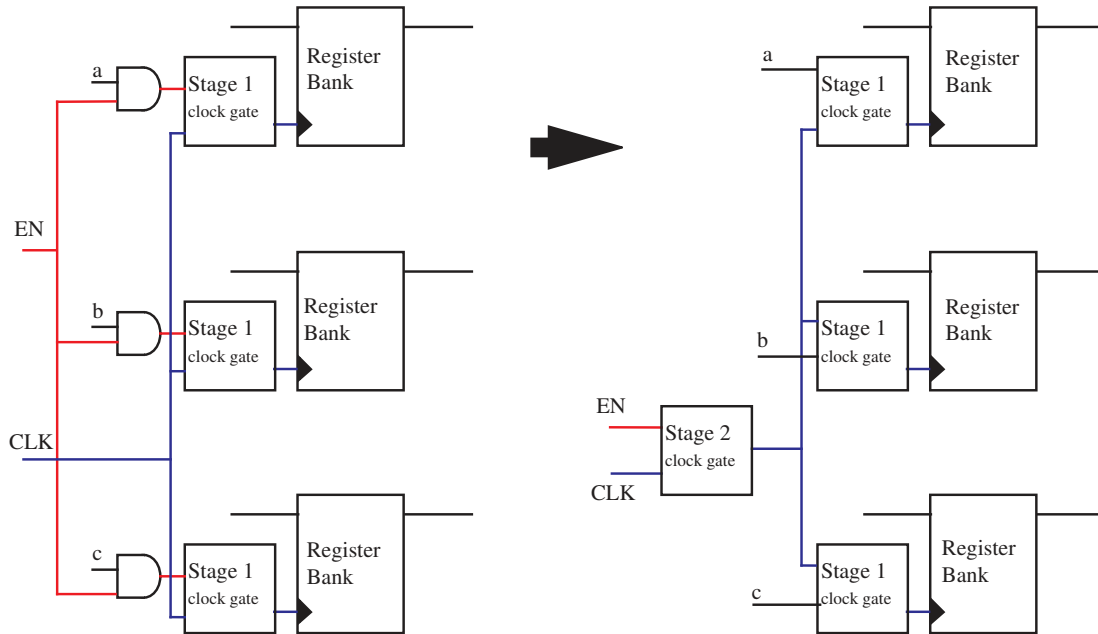 a
Stage 1
clock gate
Register
Bank
EN
b
Stage 1
clock gate
Register
Bank
CLK
c
Stage 1
clock gate
Register
Bank
a
Stage 1
clock gate
Register
Bank
b
Stage 1
clock gate
Register
Bank
EN
Stage 2
clock gate
CLK
c
Stage 1
clock gate
Register
Bank